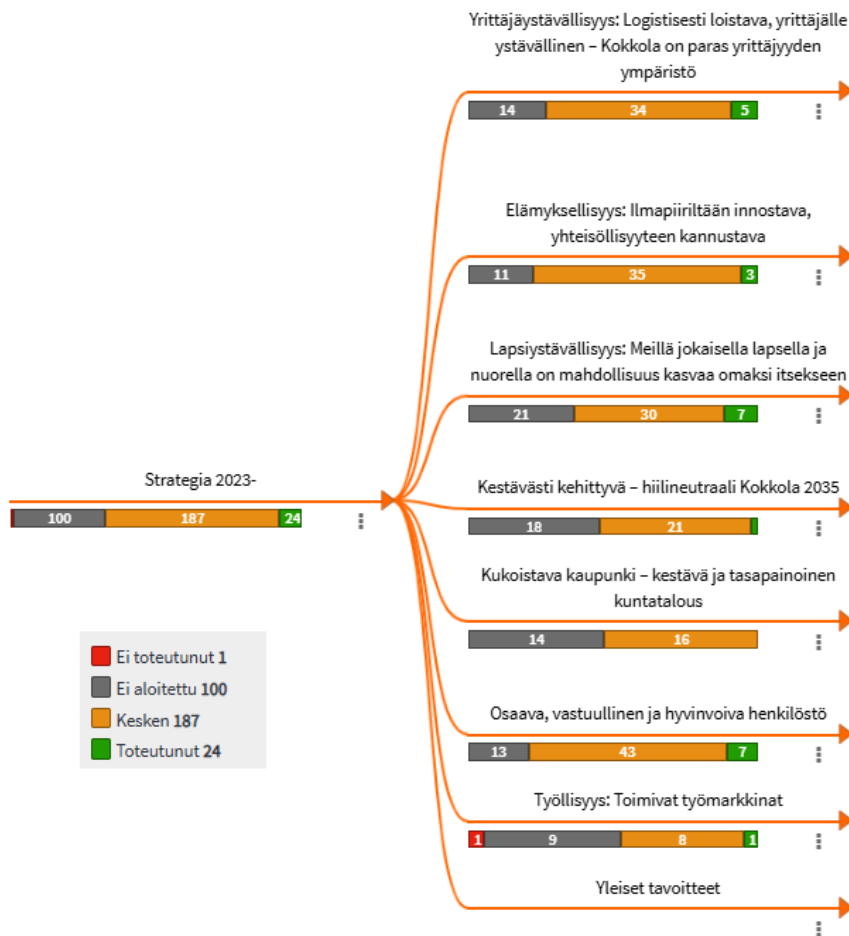 Yrittäjäystävällisyys: Logistisesti loistava, yrittäjälle
ystävällinen – Kokkola on paras yrittäjyyden
ympäristö
14 34 5
Elämyksellisyys: Ilmapiiriltään innostava,
yhteisöllisyyteen kannustava
11 35 3
Lapsiystävällisyys: Meillä jokaisella lapsella ja
nuorella on mahdollisuus kasvaa omaksi itsekseen
21 30 7
Strategia 2023-
100 187 24
Kestävästi kehittyvä – hiilineutraali Kokkola 2035
18 21
Kukoistava kaupunki – kestävä ja tasapainoinen
kuntatalous
14 16
Ei toteutunut 1
Ei aloitettu 100
Kesken 187
Toteutunut 24
Osaava, vastuullinen ja hyvinvoiva henkilöstö
13 43 7
Työllisyys: Toimivat työmarkkinat
1 9 8 1
Yleiset tavoitteet